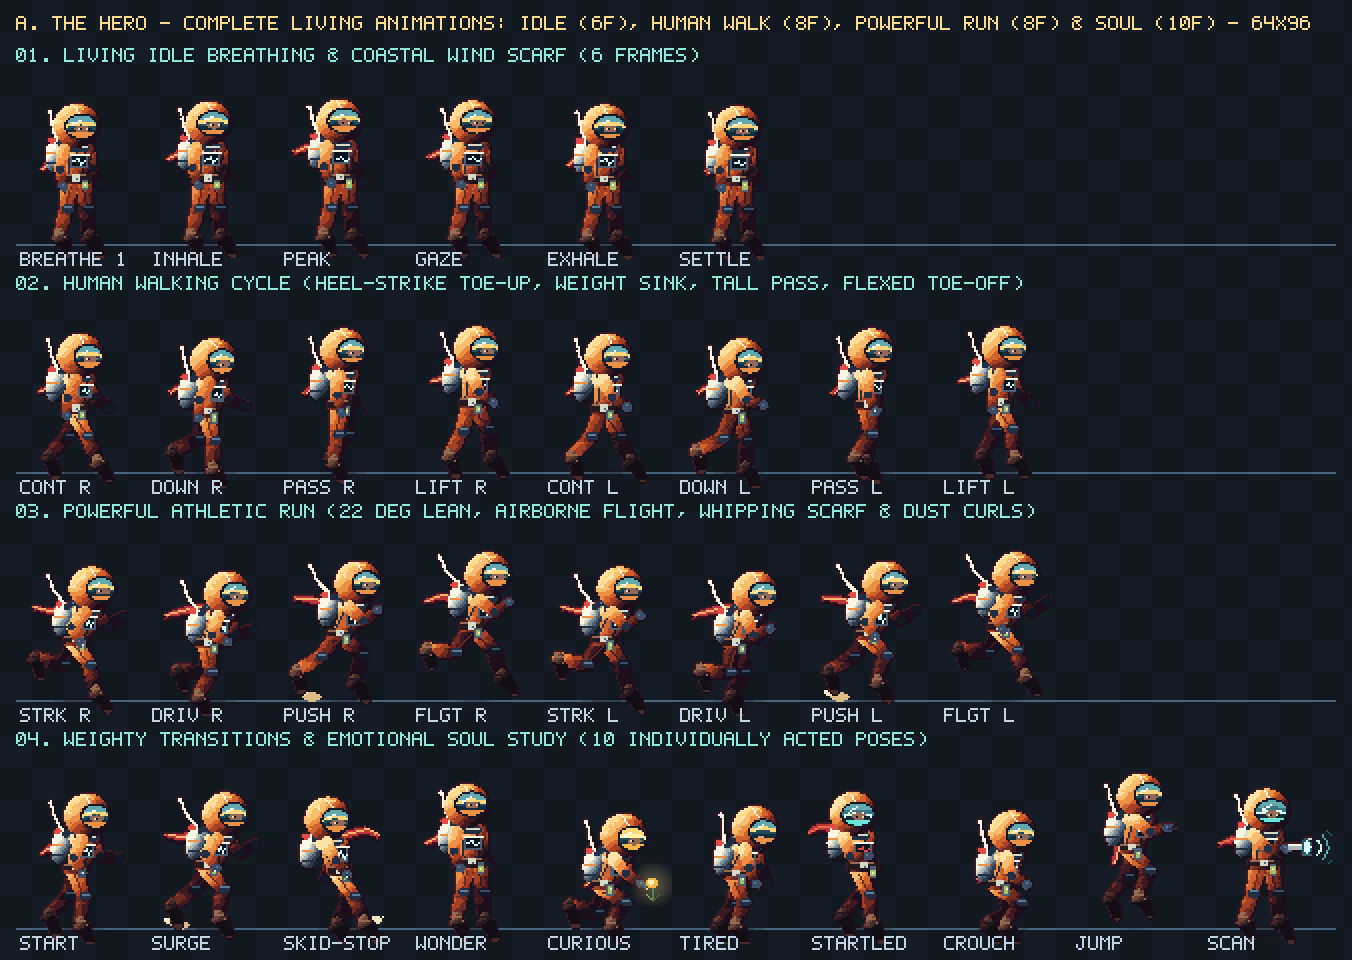 A. THE HERO - COMPLETE LIVING ANIMATIONS: IDLE (6F), HUMAN WALK (8F), POWERFUL RUN (8F) & SOUL (10F) - 64X96
01. LIVING IDLE BREATHING & COASTAL WIND SCARF (6 FRAMES)
BREATHE 1 INHALE PEAK GAZE EXHALE SETTLE
02. HUMAN WALKING CYCLE (HEEL-STRIKE TOE-UP, WEIGHT SINK, TALL PASS, FLEXED TOE-OFF)
CONT R DOWN R PASS R LIFT R CONT L DOWN L PASS L LIFT L
03. POWERFUL ATHLETIC RUN (22 DEG LEAN, AIRBORNE FLIGHT, WHIPPING SCARF & DUST CURLS)
STRK R DRIV R PUSH R FLGT R STRK L DRIV L PUSH L FLGT L
04. WEIGHTY TRANSITIONS & EMOTIONAL SOUL STUDY (10 INDIVIDUALLY ACTED POSES)
START SURGE SKID-STOP WONDER CURIOUS TIRED STARTLED CROUCH JUMP SCAN